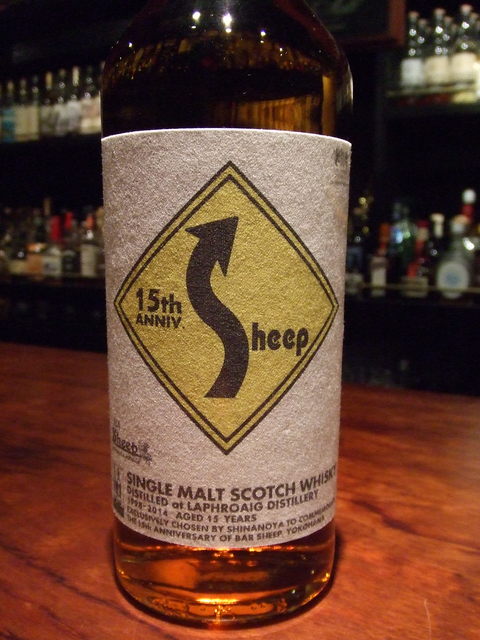 15th
ANNIV.
Sheep
Sheep
SINGLE MALT SCOTCH WHISKY
DISTILLED at LAPHROAIG DISTILLERY
1998-2014 AGED 15 YEARS
EXCLUSIVELY CHOSEN BY SHINANOYA TO
THE 15th ANNIVERSARY OF BAR SHEEP, YOKOHAMA